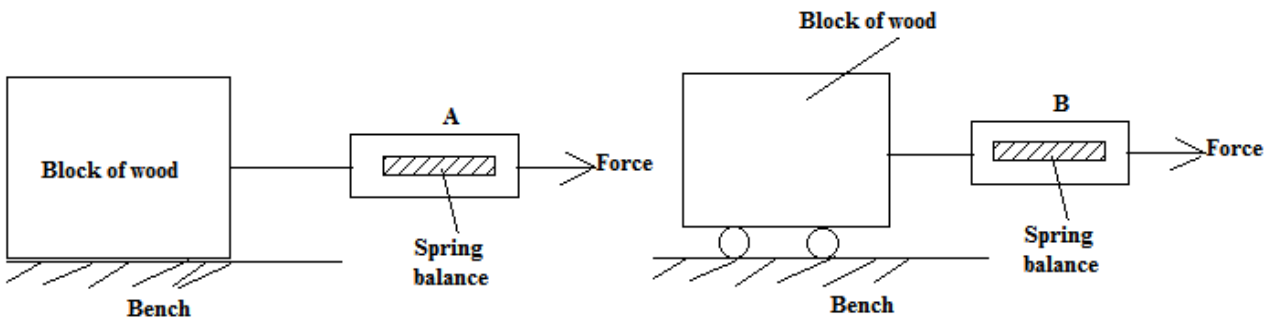 Block of wood
A
Force
Spring
balance
Bench
Block of wood
B
Force
Spring
balance
Bench